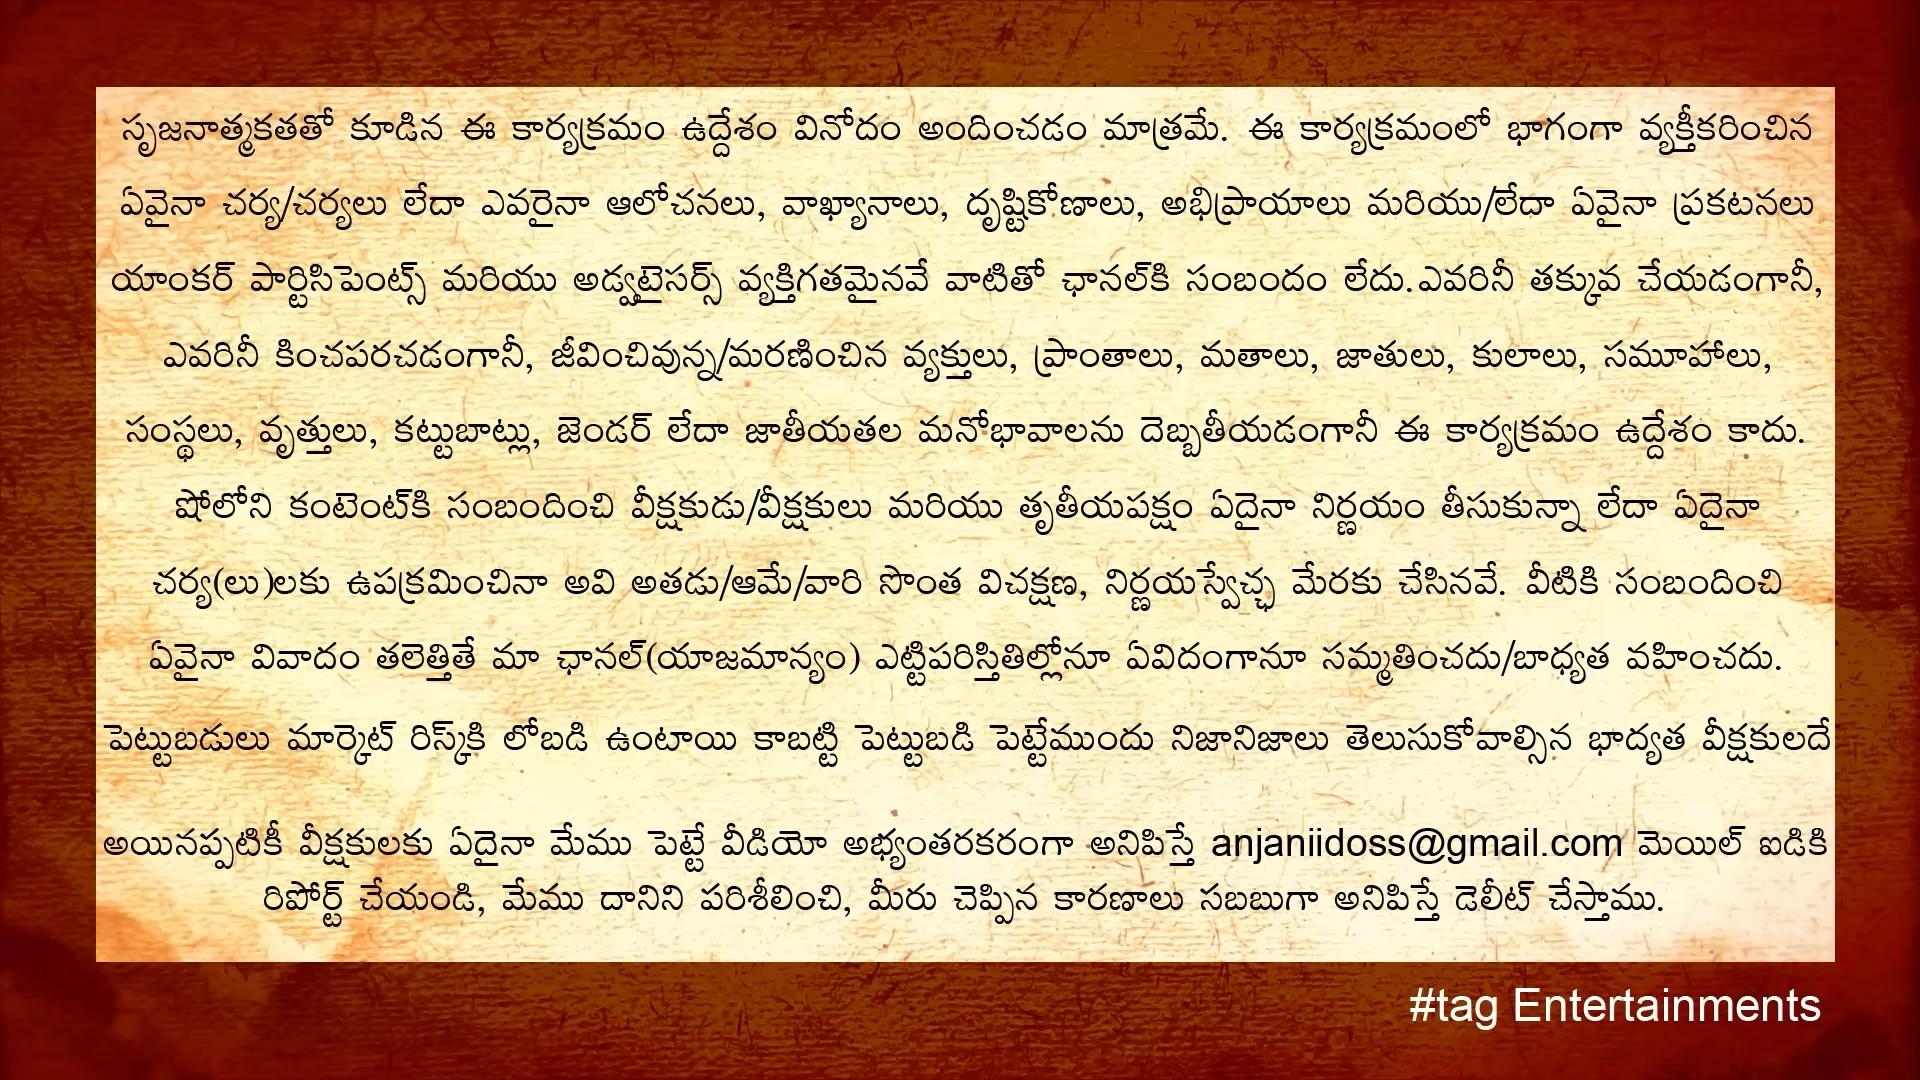 సృజనాత్మకతతో కూడిన ఈ కార్యక్రమం ఉద్దేశం వినోదం అందించడం మాత్రమే. ఈ కార్యక్రమంలో భాగంగా వ్యక్తీకరించిన
ఏవైనా చర్య/చర్యలు లేదా ఎవరైనా ఆలోచనలు, వాఖ్యానాలు, దృష్టికోణాలు, అభిప్రాయాలు మరియు/లేదా ఏవైనా ప్రకటనలు
యాంకర్ పార్టిసిపెంట్స్ మరియు అడ్వటైసర్స్ వ్యక్తిగతమైనవే వాటితో ఛానల్‌కి సంబందం లేదు.ఎవరినీ తక్కువ చేయడంగానీ,
ఎవరినీ కించపరచడంగానీ, జీవించివున్న/మరణించిన వ్యక్తులు, ప్రాంతాలు, మతాలు, జాతులు, కులాలు, సమూహాలు,
సంస్థలు, వృత్తులు, కట్టుబాట్లు, జెండర్ లేదా జాతీయతల మనోభావాలను దెబ్బతీయడంగానీ ఈ కార్యక్రమం ఉద్దేశం కాదు.
షోలోని కంటెంట్‌కి సంబందించి వీక్షకుడు/వీక్షకులు మరియు తృతీయపక్షం ఏదైనా నిర్ణయం తీసుకున్నా లేదా ఏదైనా
చర్య(లు)లకు ఉపక్రమించినా అవి అతడు/ఆమే/వారి సొంత విచక్షణ, నిర్ణయస్వేచ్ఛ మేరకు చేసినవే. వీటికి సంబందించి
ఏవైనా వివాదం తలెత్తితే మా ఛానల్(యాజమాన్యం) ఎట్టిపరిస్తితిల్లోనూ ఏవిదంగానూ సమ్మతించదు/బాధ్యత వహించదు.
పెట్టుబడులు మార్కెట్ రిస్క్‌కి లోబడి ఉంటాయి కాబట్టి పెట్టుబడి పెట్టేముందు నిజానిజాలు తెలుసుకోవాల్సిన భాద్యత వీక్షకులదే
అయినప్పటికీ వీక్షకులకు ఏదైనా మేము పెట్టే వీడియో అభ్యంతరకరంగా అనిపిస్తే anjaniidoss@gmail.com మెయిల్ ఐడికి
రిపోర్ట్ చేయండి, మేము దానిని పరిశీలించి, మీరు చెప్పిన కారణాలు సబబుగా అనిపిస్తే డెలీట్ చేస్తాము.
#tag Entertainments